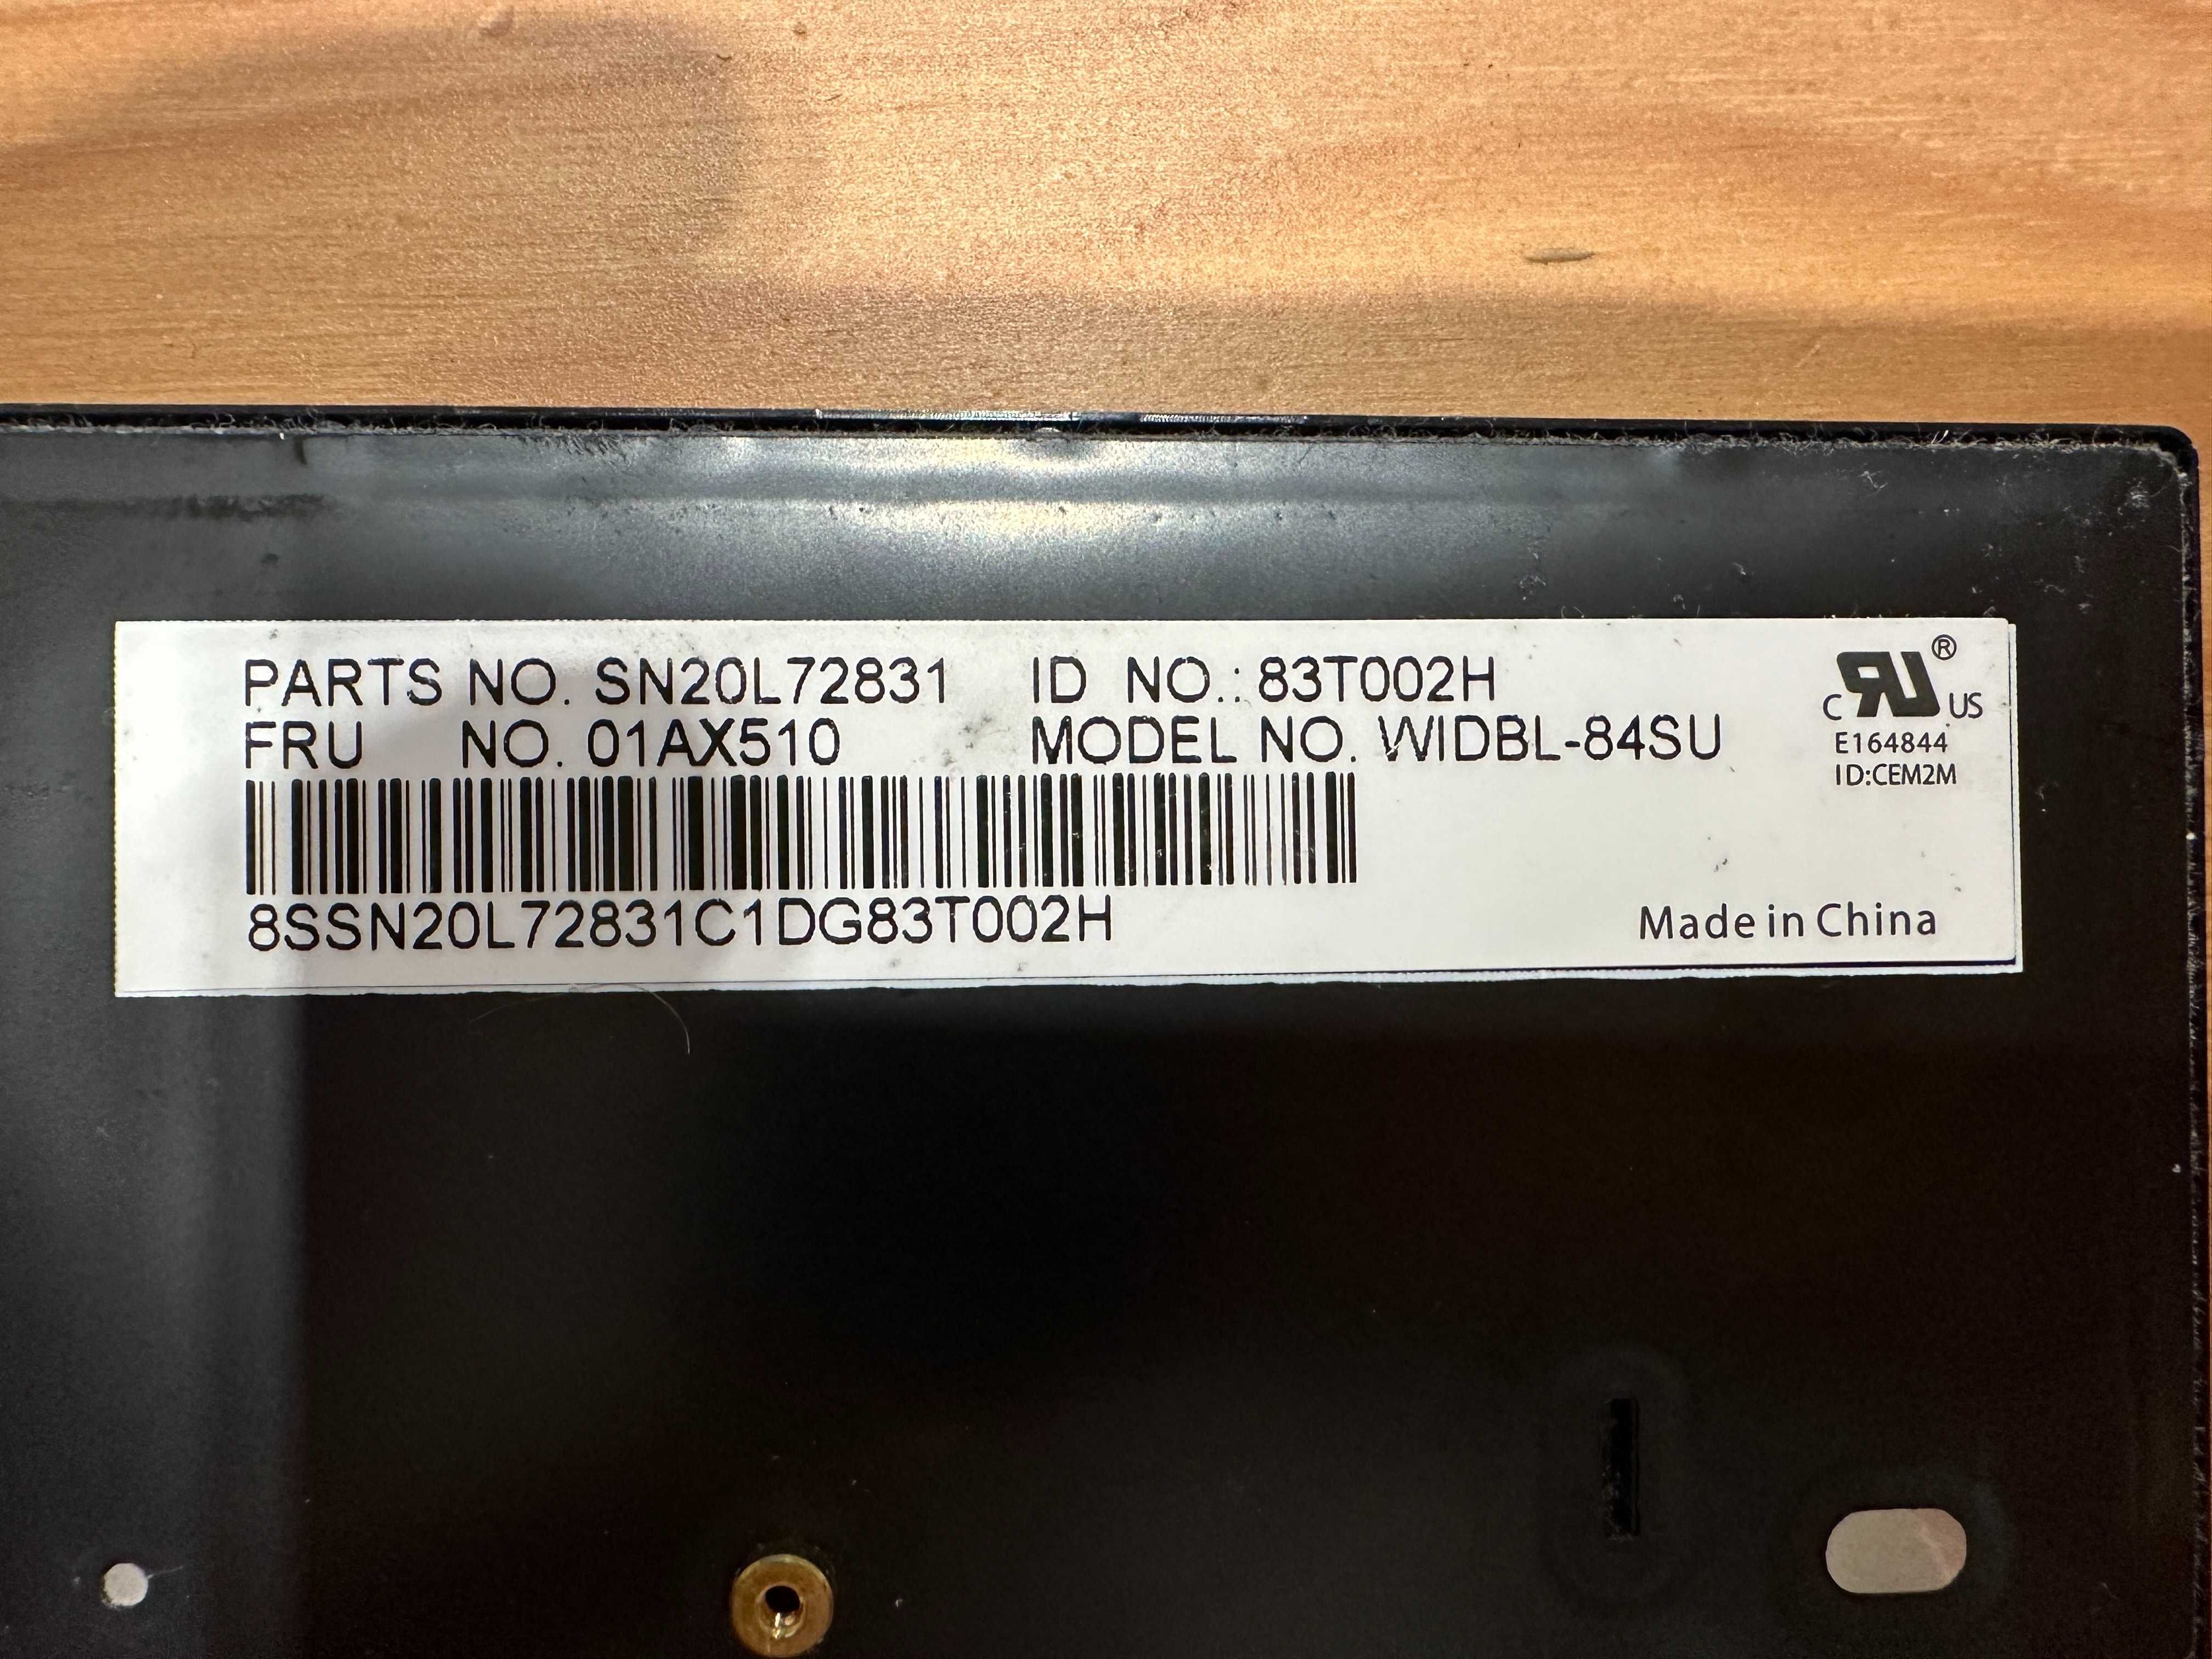 PARTS NO. SN20L72831 ID NO.: 83T002H
FRU NO. 01AX510 MODEL NO. WIDBL-84SU
8SSN20L72831C1DG83T002H
C RU ® US
E164844
ID:CEM2M
Made in China